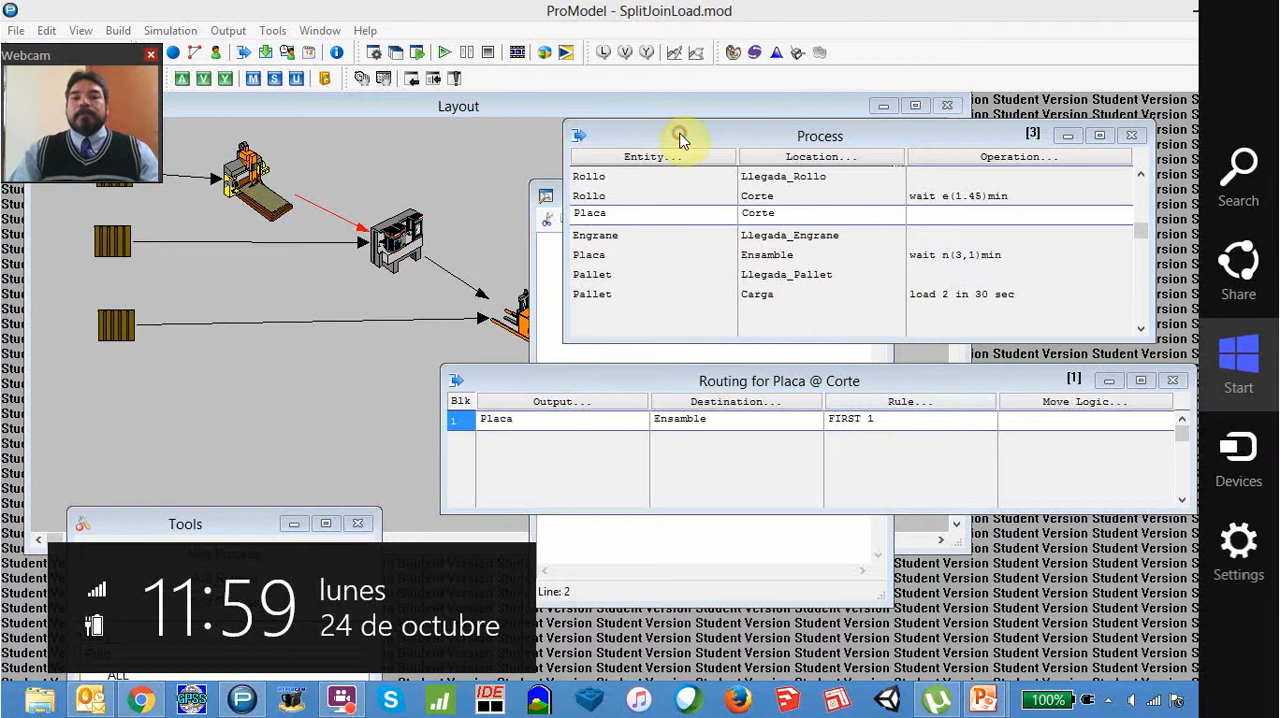 ProModel - SplitJoinLoad.mod
File Edit View Build Simulation Output Tools Window Help
Webcam
Layout
Process [3]
Entity... Location... Operation...
Rollo Llegada_Rollo
Rollo Corte wait e(1.45)min
Placa Corte
Engrane Llegada_Engrane
Placa Ensamble wait n(3,1)min
Pallet Llegada_Pallet
Pallet Carga load 2 in 30 sec
Routing for Placa @ Corte [1]
Blk Output... Destination... Rule... Move Logic...
1 Placa Ensamble FIRST 1
Tools
Line: 2
ALL
11:59 lunes
24 de octubre
Search
Share
Start
Devices
Settings
Student Version Student Version
IDE
GPSS
100%